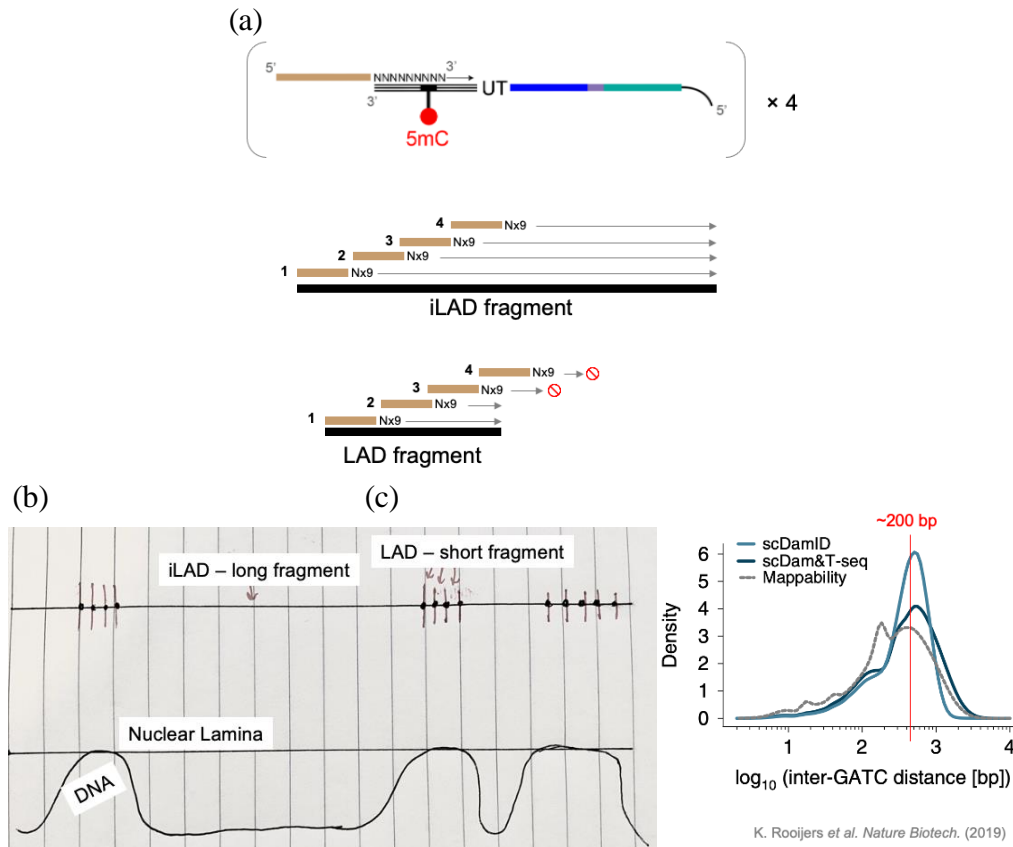 (a)
5' NNNNNNNNN 3'
3' UT 5' × 4
5mC
4 Nx9
3 Nx9
2 Nx9
1 Nx9
iLAD fragment
4 Nx9
3 Nx9
2 Nx9
1 Nx9
LAD fragment
(b)
iLAD – long fragment
Nuclear Lamina
DNA
(c)
LAD – short fragment
~200 bp
scDamID
scDam&T-seq
Mappability
Density
6
5
4
3
2
1
0
1 2 3 4
log10 (inter-GATC distance [bp])
K. Rooijers et al. Nature Biotech. (2019)